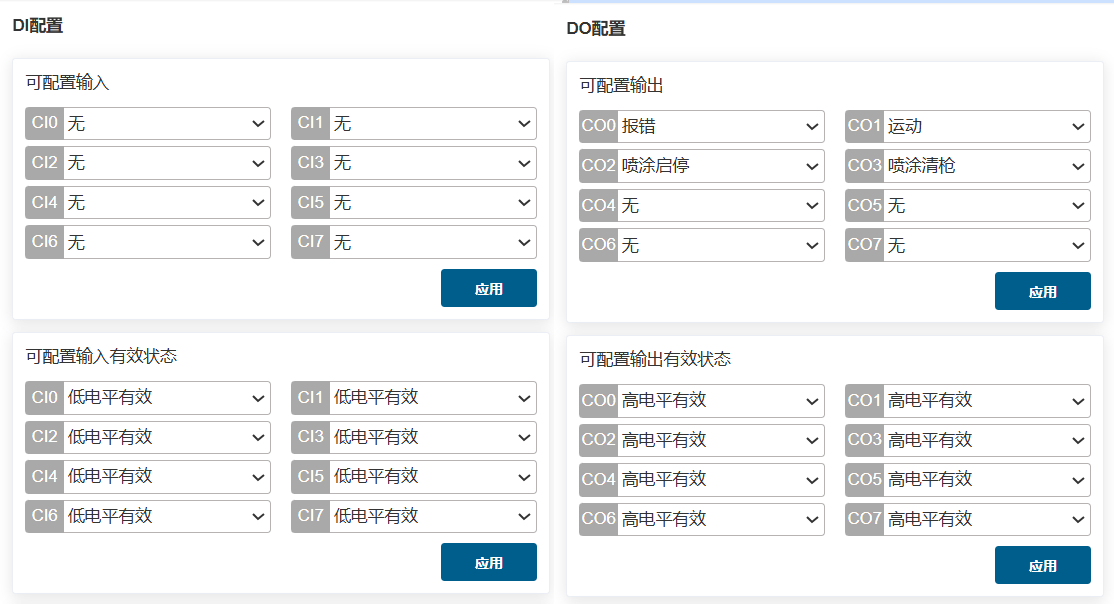 DI配置
可配置输入
CI0 无 CI1 无
CI2 无 CI3 无
CI4 无 CI5 无
CI6 无 CI7 无
应用
可配置输入有效状态
CI0 低电平有效 CI1 低电平有效
CI2 低电平有效 CI3 低电平有效
CI4 低电平有效 CI5 低电平有效
CI6 低电平有效 CI7 低电平有效
应用
DO配置
可配置输出
CO0 报错 CO1 运动
CO2 喷涂启停 CO3 喷涂清枪
CO4 无 CO5 无
CO6 无 CO7 无
应用
可配置输出有效状态
CO0 高电平有效 CO1 高电平有效
CO2 高电平有效 CO3 高电平有效
CO4 高电平有效 CO5 高电平有效
CO6 高电平有效 CO7 高电平有效
应用